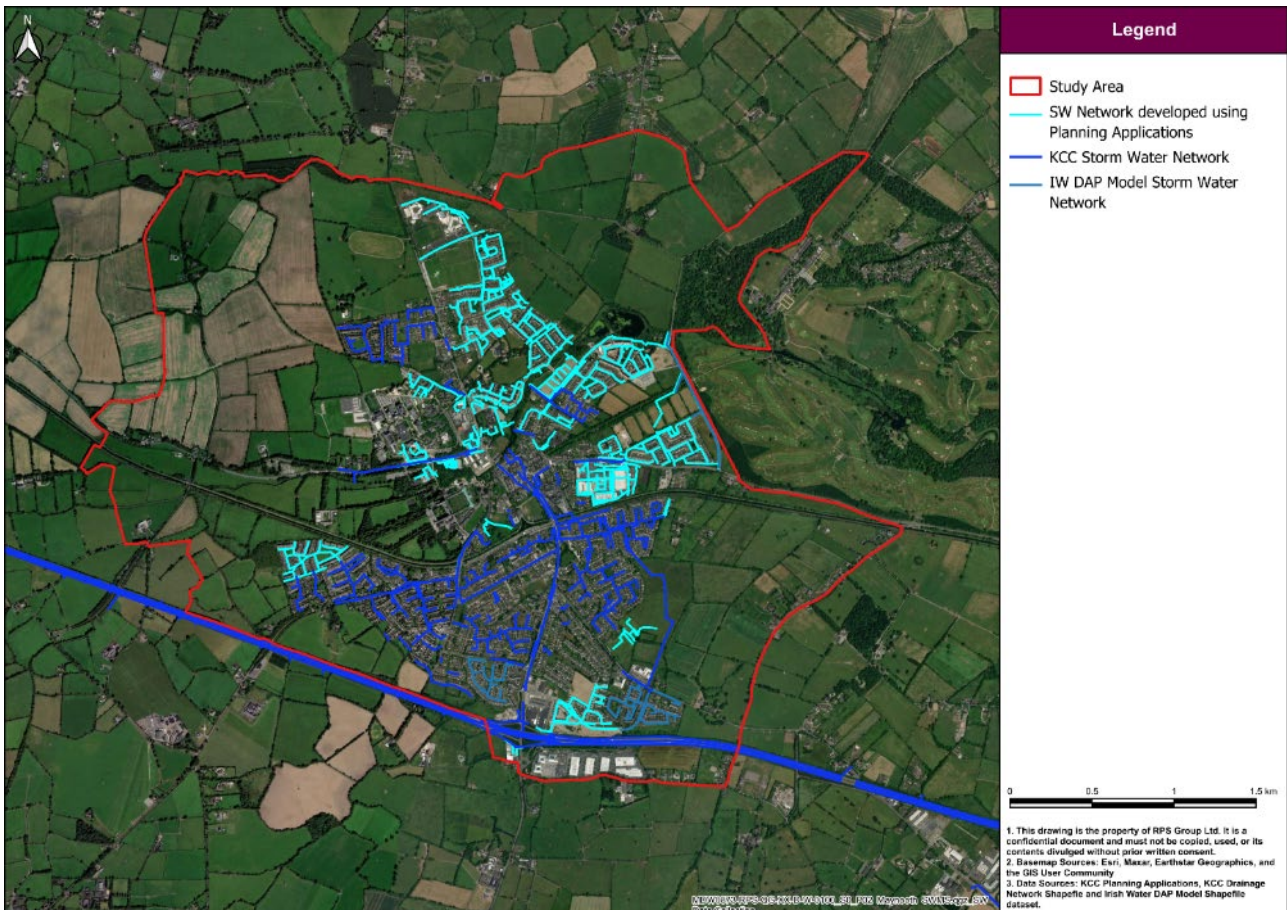 N
Legend
Study Area
SW Network developed using
Planning Applications
KCC Storm Water Network
IW DAP Model Storm Water
Network
0 0.5 1 1.5 km
1. This drawing is the property of RPS Group Ltd. It is a
confidential document and must not be copied, used, or its
contents divulged without prior written consent.
2. Basemap Sources: Esri, Maxar, Earthstar Geographics, and
the GIS User Community
3. Data Sources: KCC Planning Applications, KCC Drainage
Network Shapefile and Irish Water DAP Model Shapefile
dataset.